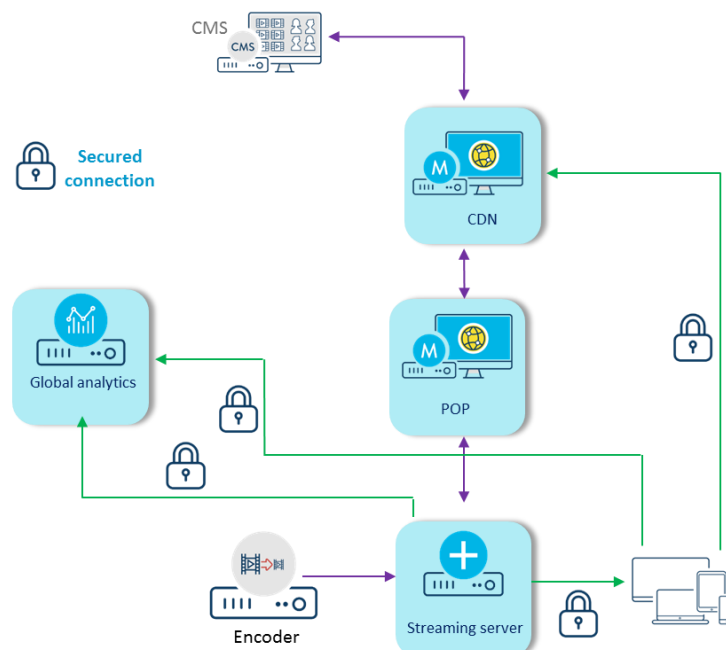 CMS
CMS
Secured
connection
M
CDN
M
POP
Global analytics
Encoder
Streaming server